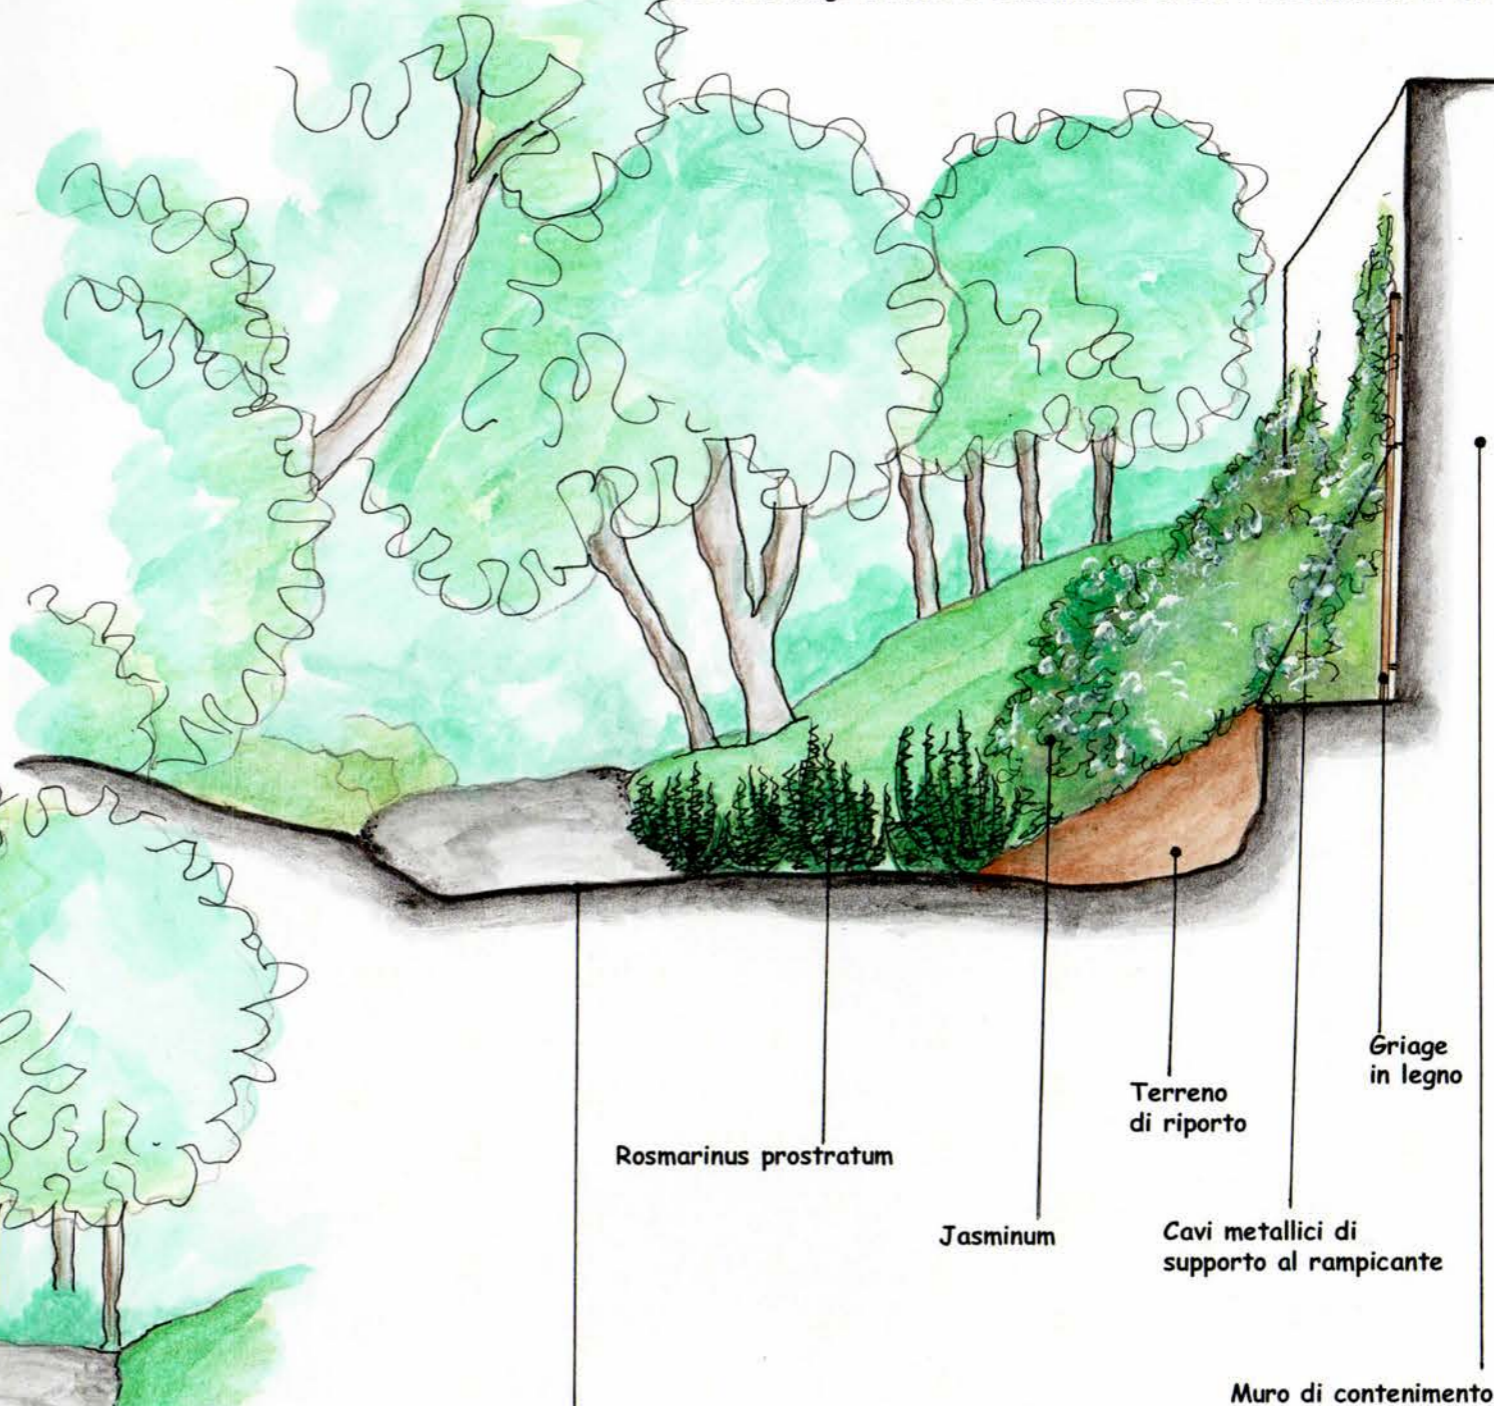 Griage
in legno
Terreno
di riporto
Rosmarinus prostratum
Jasminum
Cavi metallici di
supporto al rampicante
Muro di contenimento